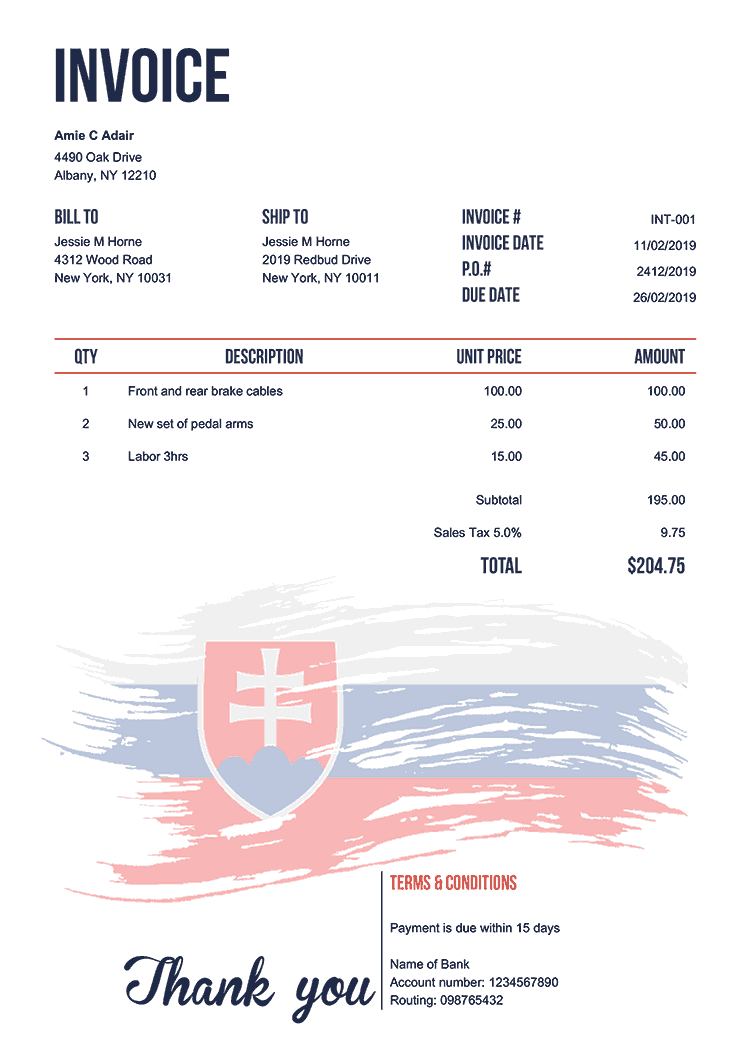 INVOICE
Amie C Adair
4490 Oak Drive
Albany, NY 12210
BILL TO
Jessie M Horne
4312 Wood Road
New York, NY 10031
SHIP TO
Jessie M Horne
2019 Redbud Drive
New York, NY 10011
INVOICE # INT-001
INVOICE DATE 11/02/2019
P.O.# 2412/2019
DUE DATE 26/02/2019
QTY DESCRIPTION UNIT PRICE AMOUNT
1 Front and rear brake cables 100.00 100.00
2 New set of pedal arms 25.00 50.00
3 Labor 3hrs 15.00 45.00
Subtotal 195.00
Sales Tax 5.0% 9.75
TOTAL $204.75
TERMS & CONDITIONS
Payment is due within 15 days
Name of Bank
Account number: 1234567890
Routing: 098765432
Thank you